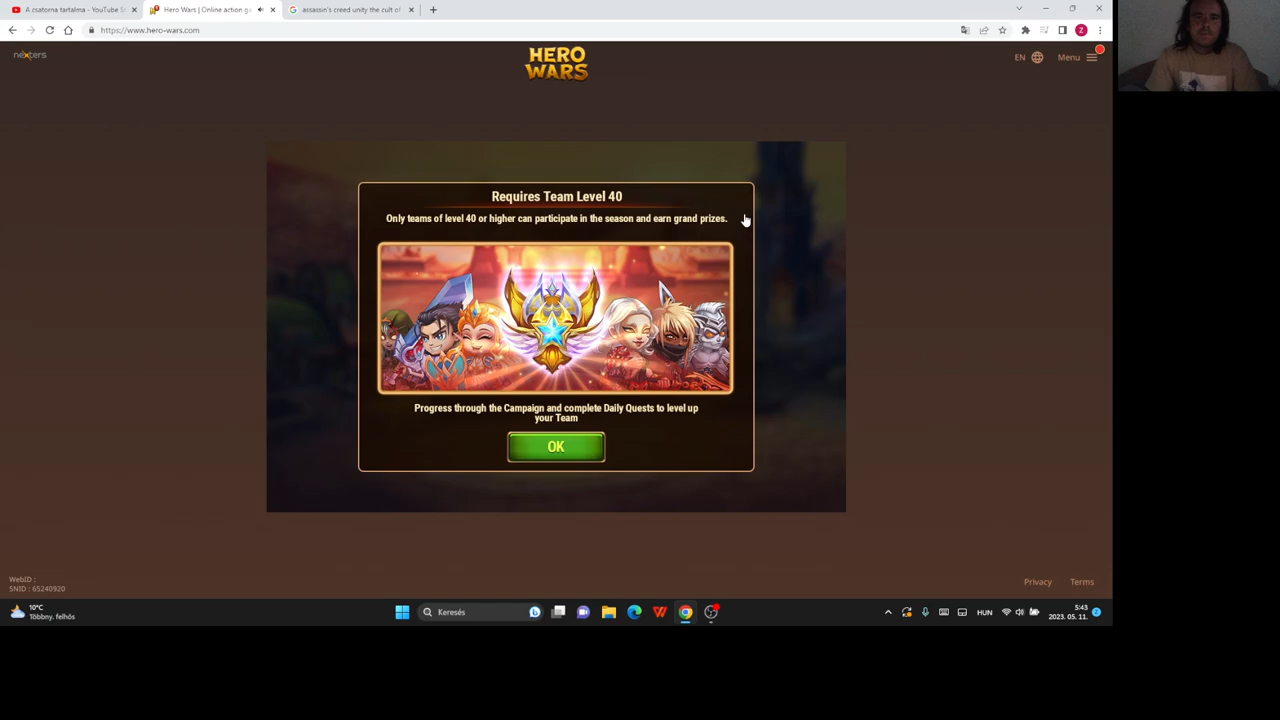 A csatorna tartalma - YouTube St
Hero Wars | Online action ga
assassin's creed unity the cult of
https://www.hero-wars.com
nexters
HERO
WARS
EN
Menu
Requires Team Level 40
Only teams of level 40 or higher can participate in the season and earn grand prizes.
Progress through the Campaign and complete Daily Quests to level up
your Team
OK
WebID :
SNID : 65240920
Privacy
Terms
10°C
Többny. felhős
Keresés
HUN
5:43
2023. 05. 11.